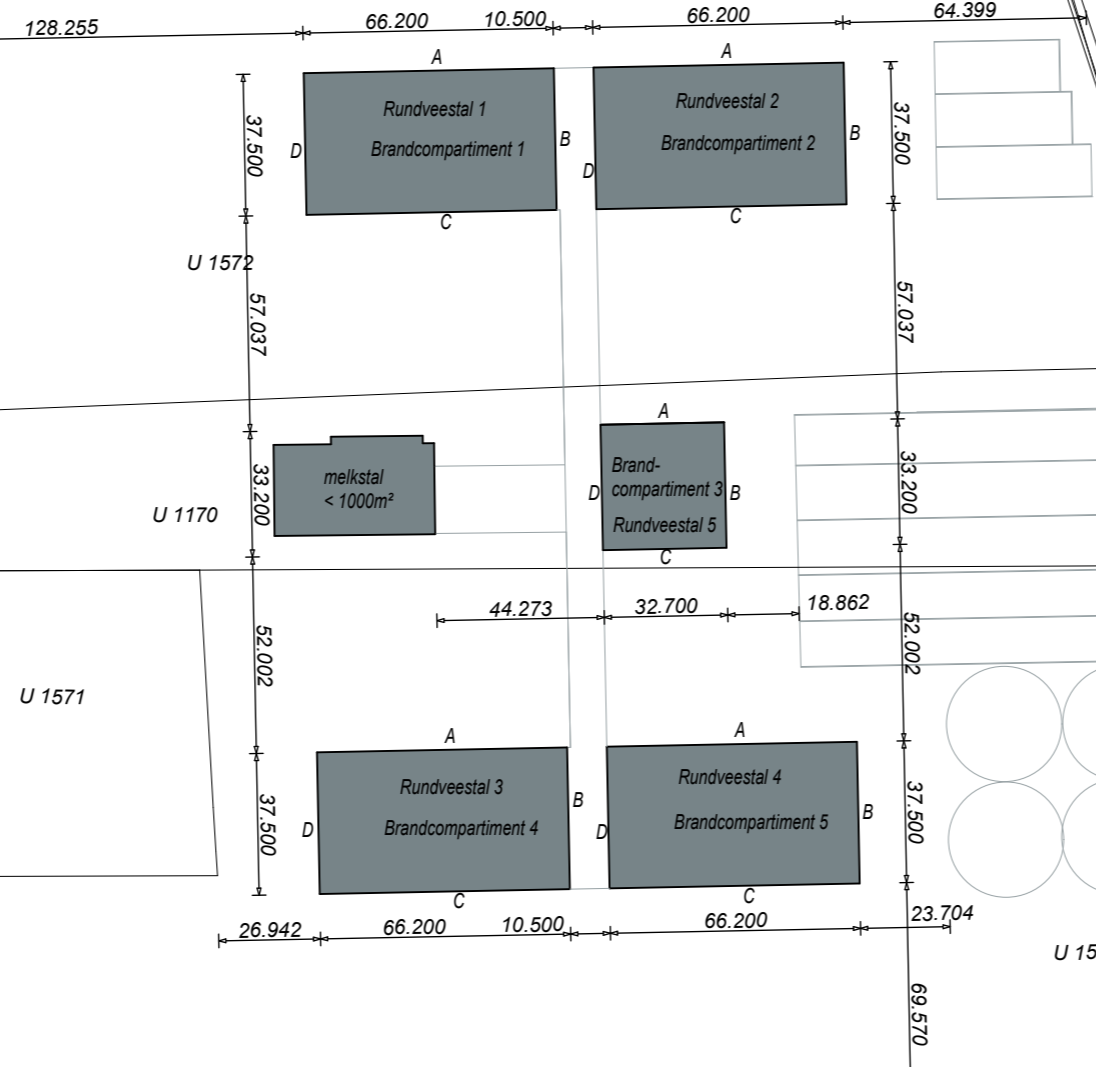 128.255
66.200
10.500
66.200
64.399
A
A
37.500
Rundveestal 1
Brandcompartiment 1
D
B
Rundveestal 2
Brandcompartiment 2
D
B
37.500
C
C
U 1572
57.037
57.037
A
33.200
melkstal
< 1000m²
Brand-
compartiment 3
Rundveestal 5
D
B
33.200
U 1170
C
44.273
32.700
18.862
52.002
52.002
U 1571
A
A
37.500
Rundveestal 3
Brandcompartiment 4
D
B
Rundveestal 4
Brandcompartiment 5
D
B
37.500
C
C
26.942
66.200
10.500
66.200
23.704
U 15
69.570